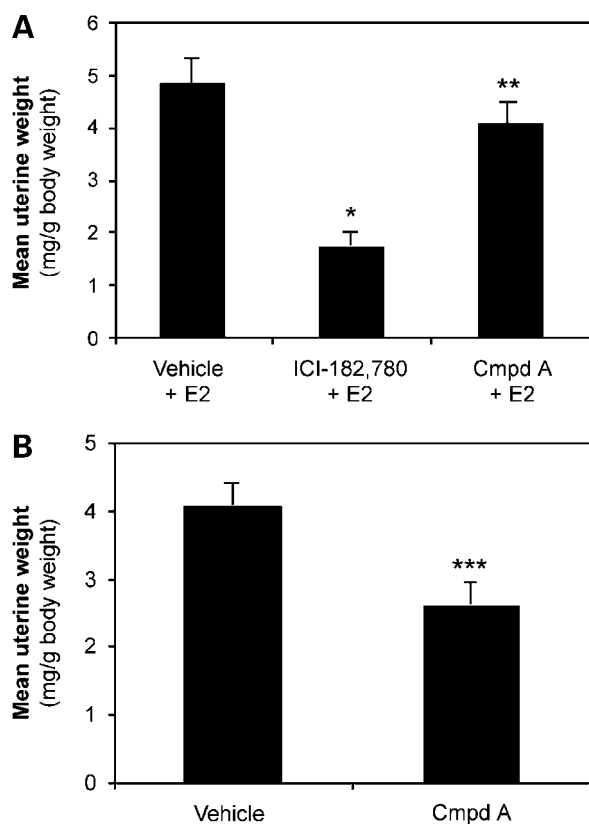 A
Mean uterine weight
(mg/g body weight)
6
5
4
3
2
1
0
*
**
Vehicle
+ E2
ICI-182,780
+ E2
Cmpd A
+ E2
B
Mean uterine weight
(mg/g body weight)
5
4
3
2
1
0
***
Vehicle
Cmpd A